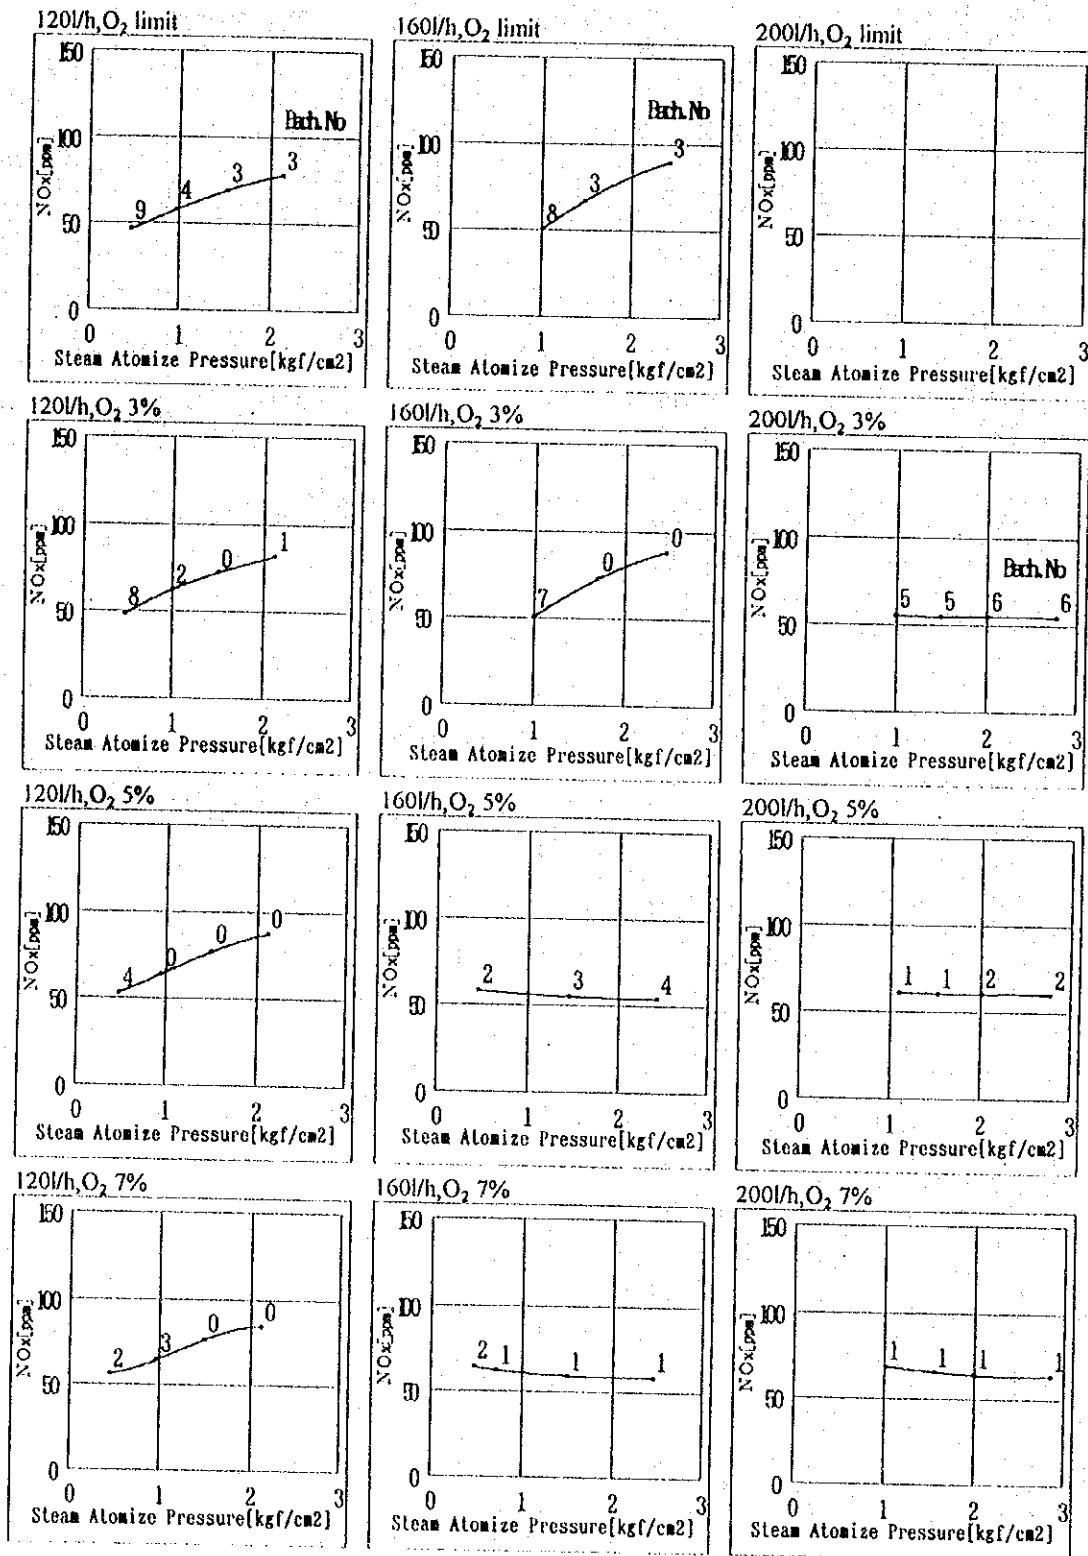 120l/h,O₂ limit
150
100
50
0
NOx[ppm]
Bach.No
9 4 3 3
0 1 2 3
Steam Atomize Pressure[kgf/cm2]
160l/h,O₂ limit
150
100
50
0
NOx[ppm]
Bach.No
8 3 3
0 1 2 3
Steam Atomize Pressure[kgf/cm2]
200l/h,O₂ limit
150
100
50
0
NOx[ppm]
0 1 2 3
Steam Atomize Pressure[kgf/cm2]
120l/h,O₂ 3%
150
100
50
0
NOx[ppm]
8 2 0 1
0 1 2 3
Steam Atomize Pressure[kgf/cm2]
160l/h,O₂ 3%
150
100
50
0
NOx[ppm]
7 0 0
0 1 2 3
Steam Atomize Pressure[kgf/cm2]
200l/h,O₂ 3%
150
100
50
0
NOx[ppm]
Bach.No
5 5 6 6
0 1 2 3
Steam Atomize Pressure[kgf/cm2]
120l/h,O₂ 5%
150
100
50
0
NOx[ppm]
4 0 0 0
0 1 2 3
Steam Atomize Pressure[kgf/cm2]
160l/h,O₂ 5%
150
100
50
0
NOx[ppm]
2 3 4
0 1 2 3
Steam Atomize Pressure[kgf/cm2]
200l/h,O₂ 5%
150
100
50
0
NOx[ppm]
1 1 2 2
0 1 2 3
Steam Atomize Pressure[kgf/cm2]
120l/h,O₂ 7%
150
100
50
0
NOx[ppm]
2 3 0 0
0 1 2 3
Steam Atomize Pressure[kgf/cm2]
160l/h,O₂ 7%
150
100
50
0
NOx[ppm]
2 1 1 1
0 1 2 3
Steam Atomize Pressure[kgf/cm2]
200l/h,O₂ 7%
150
100
50
0
NOx[ppm]
1 1 1 1
0 1 2 3
Steam Atomize Pressure[kgf/cm2]